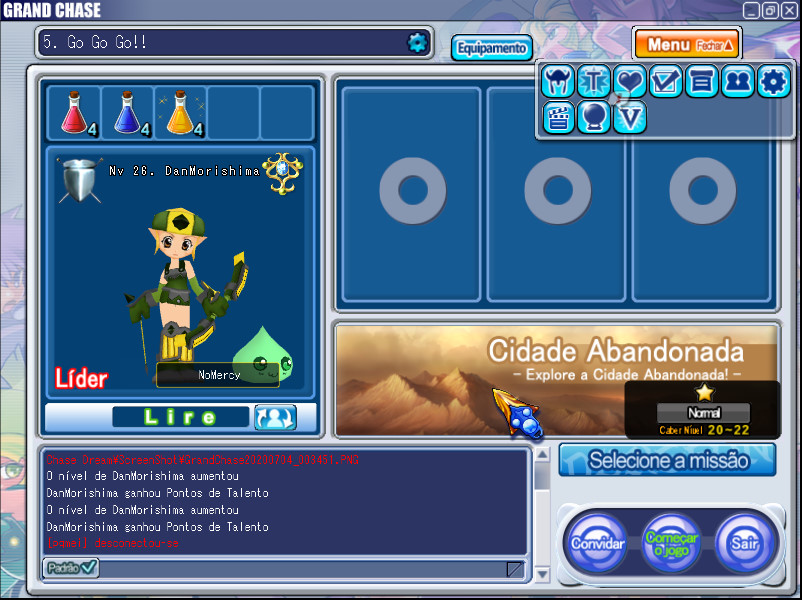 GRAND CHASE
5. Go Go Go!!
Equipamento
Menu Fechar
4 4 4
Nv 26. DanMorishima
Líder
NoMercy
Lire
Cidade Abandonada
– Explore a Cidade Abandonada! –
Normal
Caber Nível 20~22
Selecione a missão
O nível de DanMorishima aumentou
DanMorishima ganhou Pontos de Talento
O nível de DanMorishima aumentou
DanMorishima ganhou Pontos de Talento
desconectou-se
Padrão
Convidar
Começar
o jogo
Sair